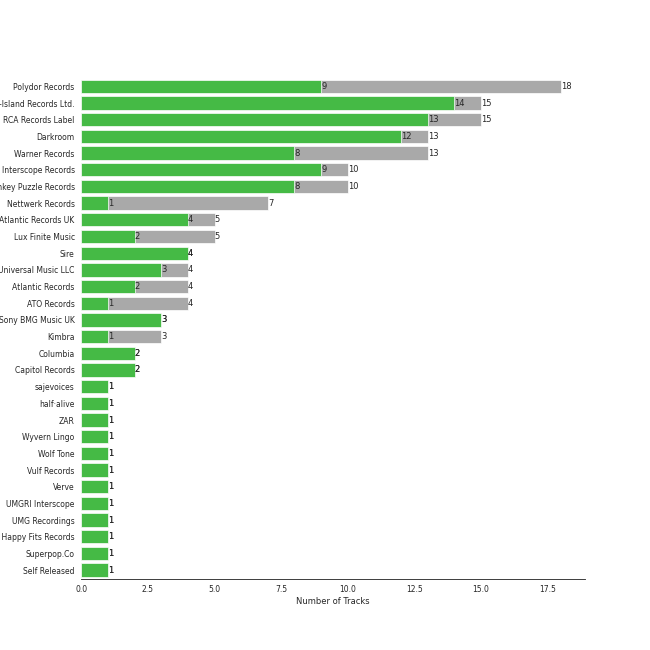 Polydor Records 9 18
-Island Records Ltd. 14 15
RCA Records Label 13 15
Darkroom 12 13
Warner Records 8 13
Interscope Records 9 10
nkey Puzzle Records 8 10
Nettwerk Records 1 7
Atlantic Records UK 4 5
Lux Finite Music 2 5
Sire 4
Universal Music LLC 3 4
Atlantic Records 2 4
ATO Records 1 4
Sony BMG Music UK 3
Kimbra 1 3
Columbia 2
Capitol Records 2
sajevoices 1
half·alive 1
ZAR 1
Wyvern Lingo 1
Wolf Tone 1
Vulf Records 1
Verve 1
UMGRI Interscope 1
UMG Recordings 1
Happy Fits Records 1
Superpop.Co 1
Self Released 1
0.0 2.5 5.0 7.5 10.0 12.5 15.0 17.5
Number of Tracks